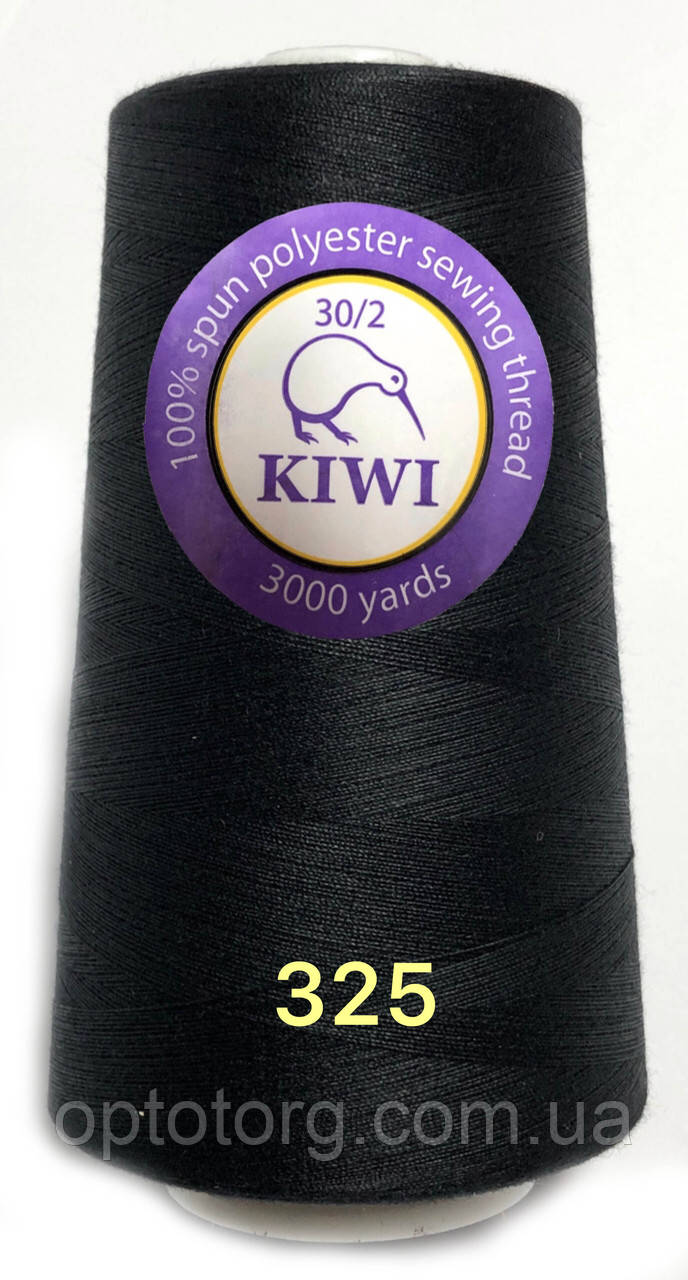 100% spun polyester sewing thread
30/2
KIWI
3000 yards
325
optotorg.com.ua